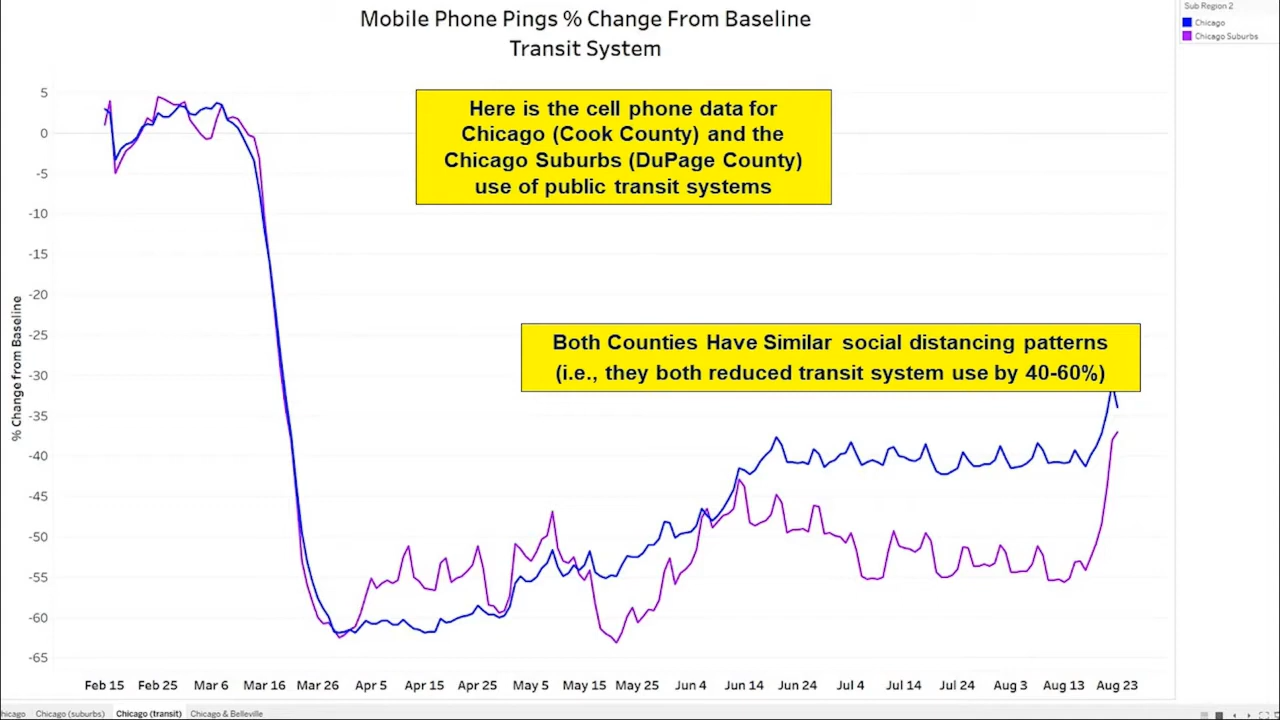 Mobile Phone Pings % Change From Baseline
Transit System
Sub Region 2
Chicago
Chicago Suburbs
Here is the cell phone data for
Chicago (Cook County) and the
Chicago Suburbs (DuPage County)
use of public transit systems
Both Counties Have Similar social distancing patterns
(i.e., they both reduced transit system use by 40-60%)
% Change from Baseline
5
0
-5
-10
-15
-20
-25
-30
-35
-40
-45
-50
-55
-60
-65
Feb 15 Feb 25 Mar 6 Mar 16 Mar 26 Apr 5 Apr 15 Apr 25 May 5 May 15 May 25 Jun 4 Jun 14 Jun 24 Jul 4 Jul 14 Jul 24 Aug 3 Aug 13 Aug 23
hicago Chicago (suburbs) Chicago (transit) Chicago & Belleville